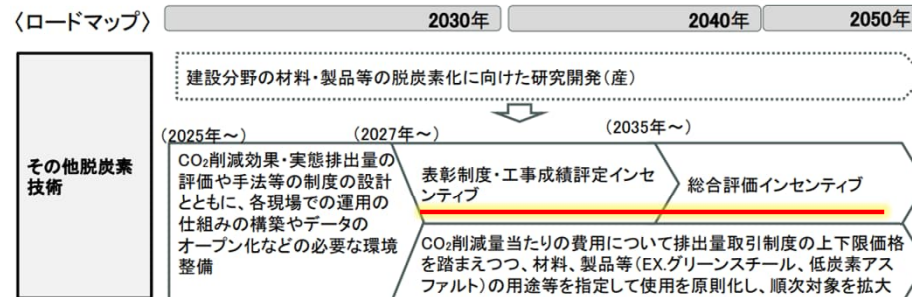 〈ロードマップ〉
2030年
2040年
2050年
その他脱炭素
技術
建設分野の材料・製品等の脱炭素化に向けた研究開発(産)
(2025年~)
(2027年~)
(2035年~)
CO₂削減効果・実態排出量の
評価や手法等の制度の設計
とともに、各現場での運用の
仕組みの構築やデータの
オープン化などの必要な環境
整備
表彰制度・工事成績評定インセ
ンティブ
総合評価インセンティブ
CO₂削減量当たりの費用について排出量取引制度の上下限価格
を踏まえつつ、材料、製品等(EX.グリーンスチール、低炭素アス
ファルト)の用途等を指定して使用を原則化し、順次対象を拡大